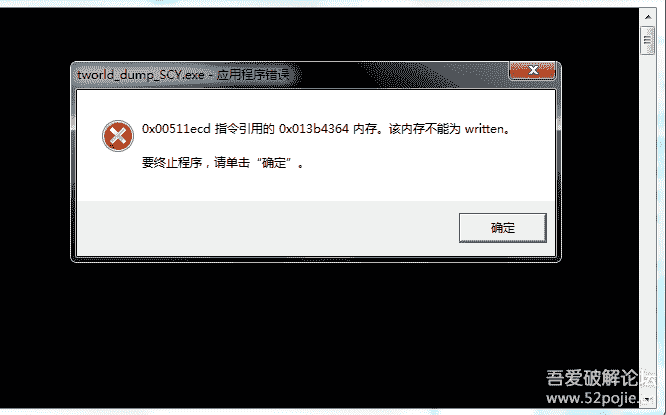 tworld_dump_SCY.exe - 应用程序错误
0x00511ecd 指令引用的 0x013b4364 内存。该内存不能为 written。
要终止程序，请单击“确定”。
确定
吾爱破解论坛
www.52pojie.cn